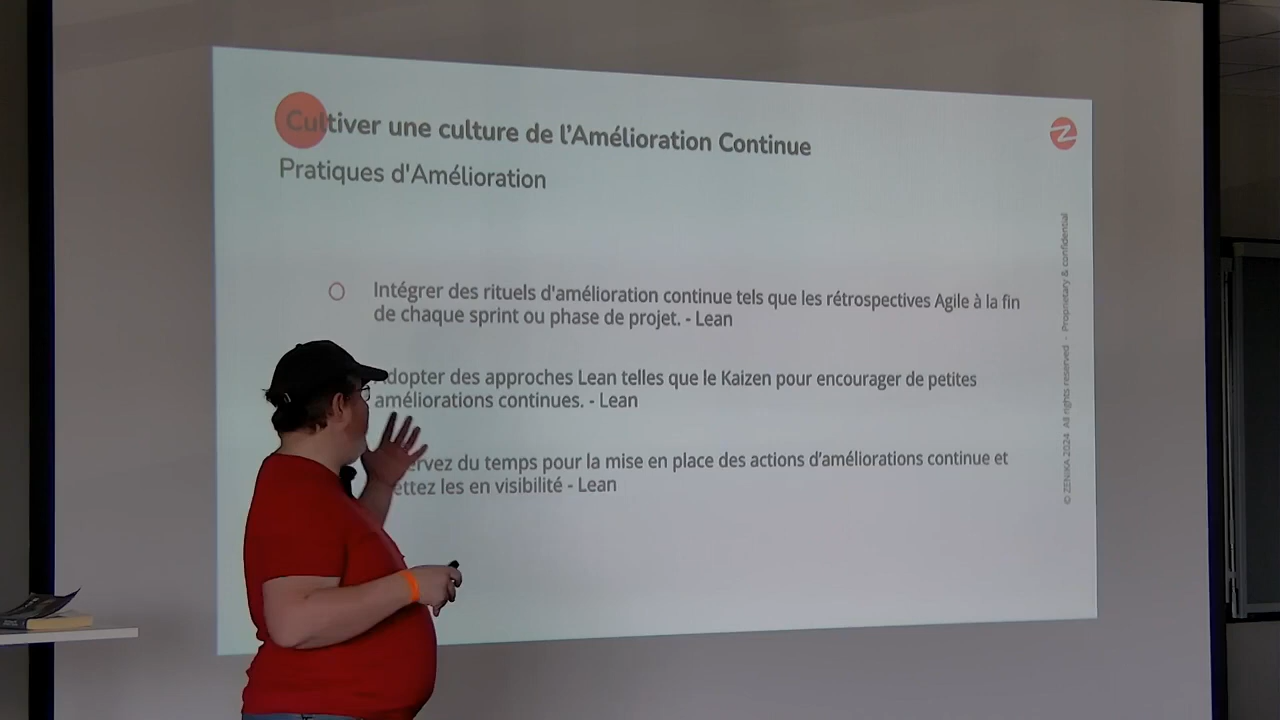 Cultiver une culture de l'Amélioration Continue
Pratiques d'Amélioration
Intégrer des rituels d'amélioration continue tels que les rétrospectives Agile à la fin
de chaque sprint ou phase de projet. - Lean
dopter des approches Lean telles que le Kaizen pour encourager de petites
améliorations continues. - Lean
ervez du temps pour la mise en place des actions d'améliorations continue et
ettez les en visibilité - Lean
© ZENIKA 2024 All rights reserved - Proprietary & confidential